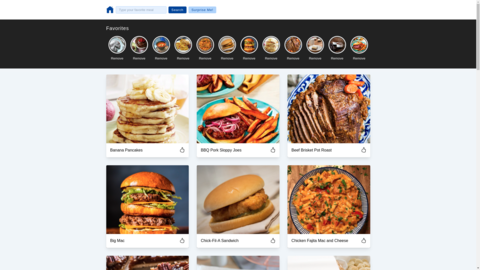 Type your favorite meal
Search
Surprise Me!
Favorites
Remove Remove Remove Remove Remove Remove Remove Remove Remove Remove Remove Remove
Banana Pancakes
BBQ Pork Sloppy Joes
Beef Brisket Pot Roast
Big Mac
Chick-Fil-A Sandwich
Chicken Fajita Mac and Cheese